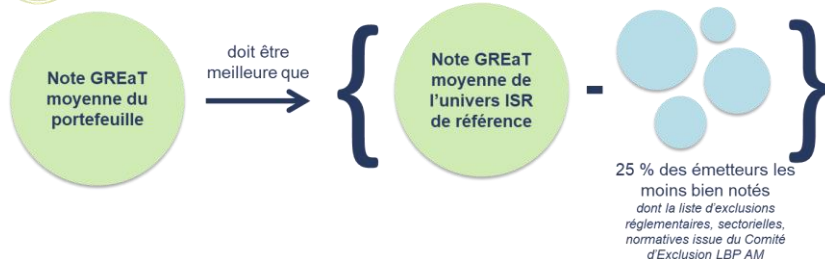 Note GREaT
moyenne du
portefeuille
doit être
meilleure que
{
Note GREaT
moyenne de
l'univers ISR
de référence
-
}
25 % des émetteurs les
moins bien notés
dont la liste d'exclusions
réglementaires, sectorielles,
normatives issue du Comité
d'Exclusion LBP AM